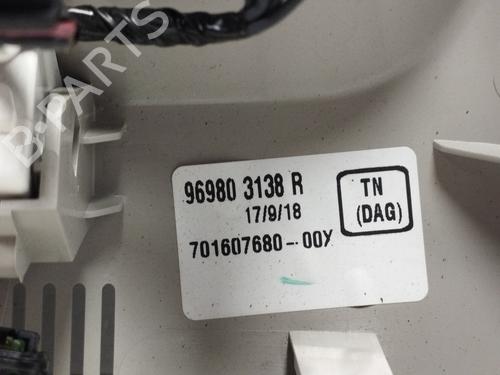 B-PARTS
96980 3138 R
17/9/18
701607680-00Y
TN
(DAG)